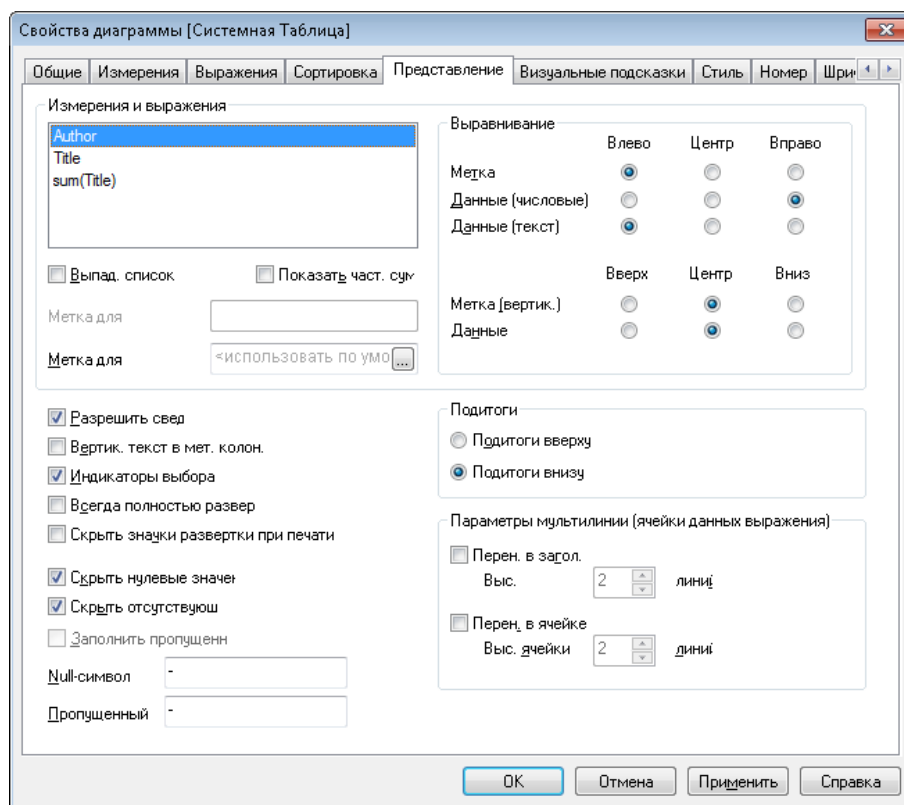 Свойства диаграммы [Системная Таблица]
Общие Измерения Выражения Сортировка Представление Визуальные подсказки Стиль Номер Шри
Измерения и выражения
Author
Title
sum(Title)
Выпад. список Показать част. сум
Метка для
Метка для <использовать по умо ...
Выравнивание
Влево Центр Вправо
Метка
Данные (числовые)
Данные (текст)
Вверх Центр Вниз
Метка (вертик.)
Данные
Разрешить свед
Вертик. текст в мет. колон.
Индикаторы выбора
Всегда полностью развер
Скрыть значки развертки при печати
Скрыть нулевые значен
Скрыть отсутствующ
Заполнить пропущенн
Null-символ -
Пропущенный -
Подитоги
Подитоги вверху
Подитоги внизу
Параметры мультилинии (ячейки данных выражения)
Перен. в загол.
Выс. 2 линий
Перен. в ячейке
Выс. ячейки 2 линий
OK Отмена Применить Справка